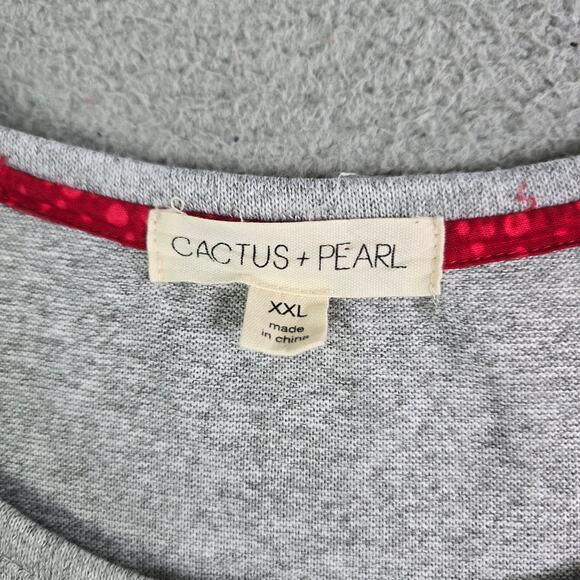 CACTUS + PEARL
XXL
made
in china